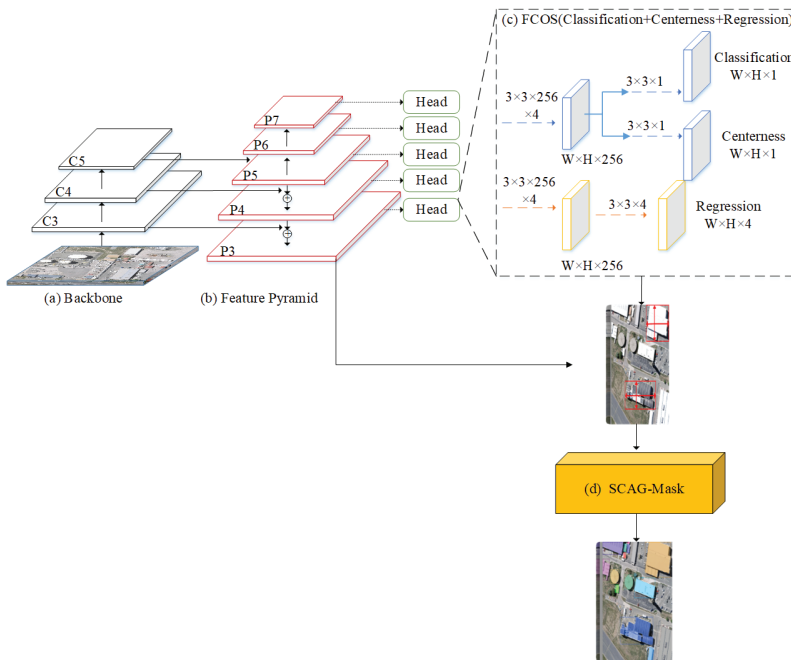 (c) FCOS(Classification+Centerness+Regression)
Classification
W×H×1
3×3×1
3×3×256
×4
3×3×1
W×H×256
Centerness
W×H×1
3×3×256
×4
3×3×4
Regression
W×H×4
W×H×256
Head
Head
Head
Head
Head
P7
P6
P5
P4
P3
C5
C4
C3
(a) Backbone
(b) Feature Pyramid
(d) SCAG-Mask